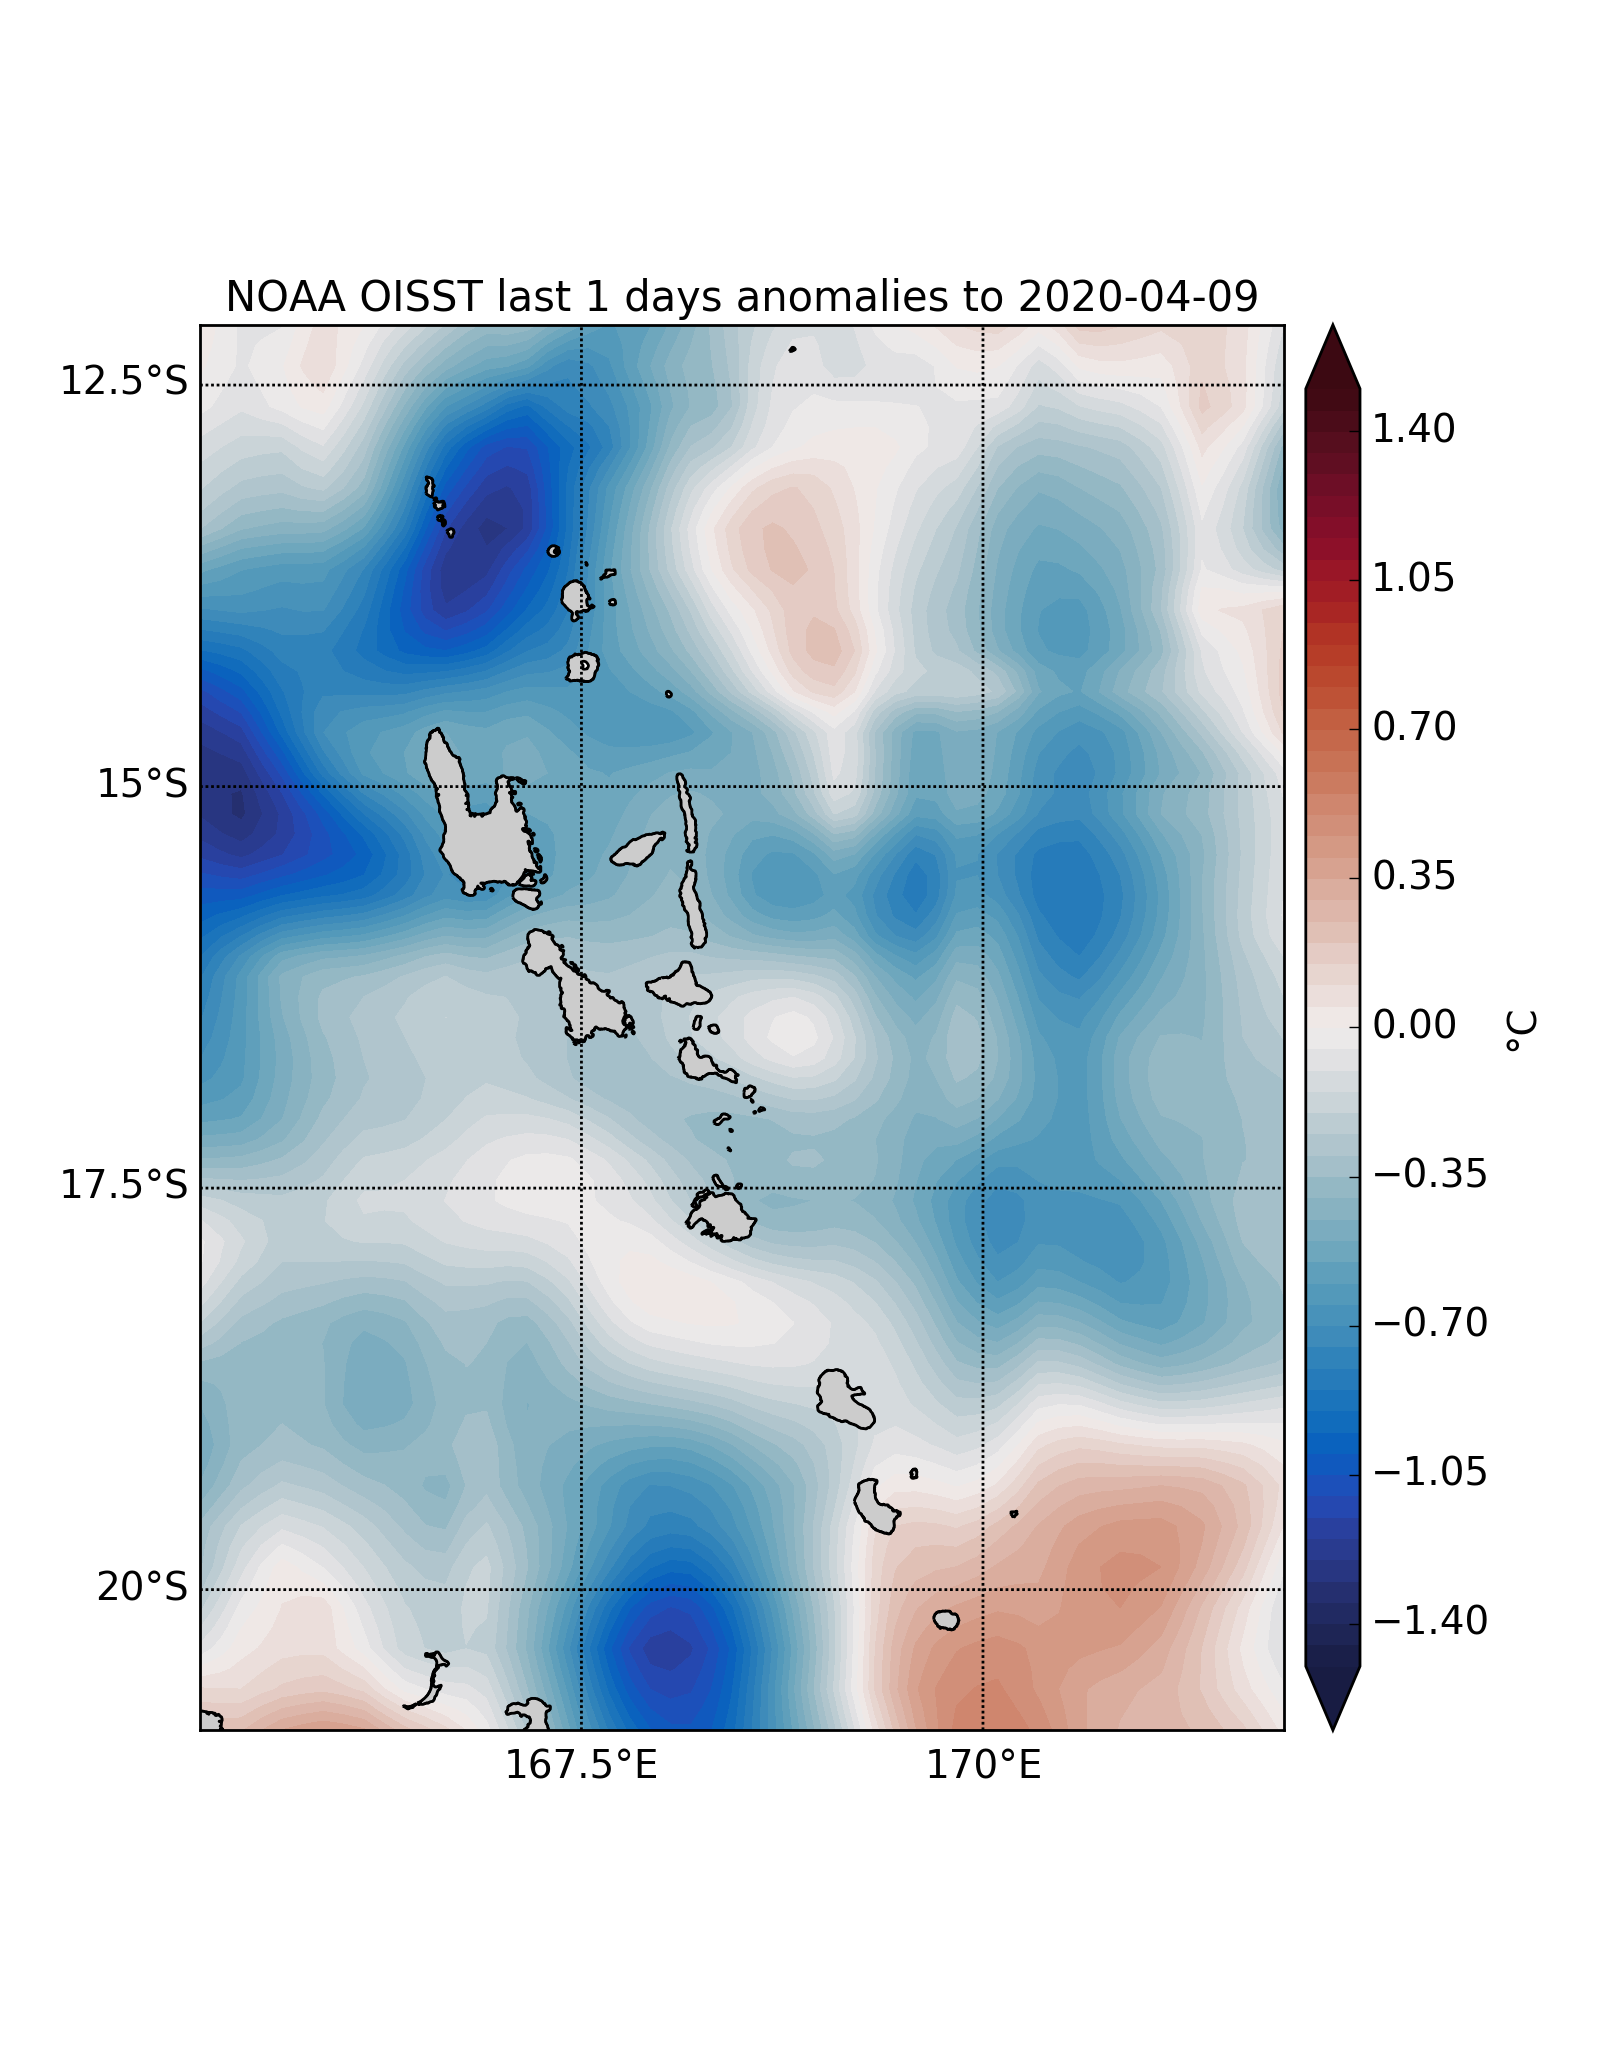 NOAA OISST last 1 days anomalies to 2020-04-09
12.5°S
15°S
17.5°S
20°S
167.5°E
170°E
1.40
1.05
0.70
0.35
0.00
−0.35
−0.70
−1.05
−1.40
°C